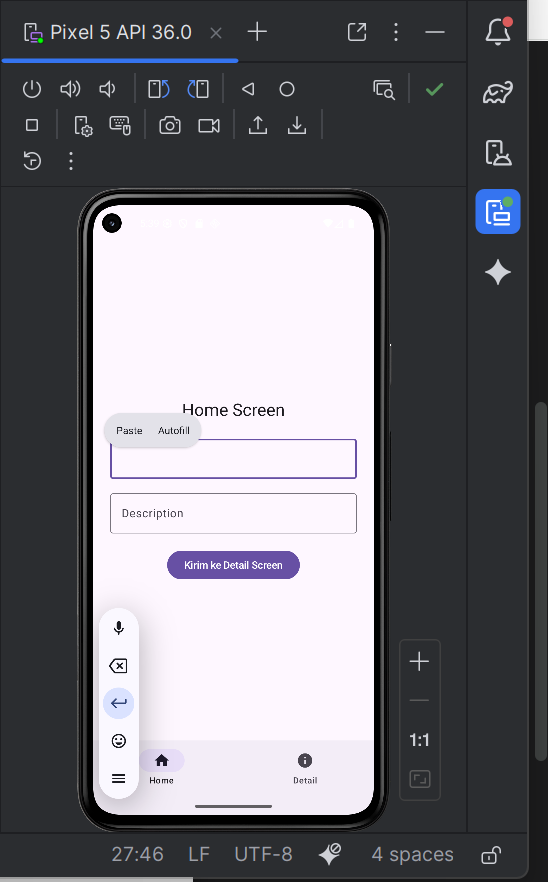 Pixel 5 API 36.0
Home Screen
Paste Autofill
Description
Kirim ke Detail Screen
1:1
Home Detail
27:46 LF UTF-8 4 spaces